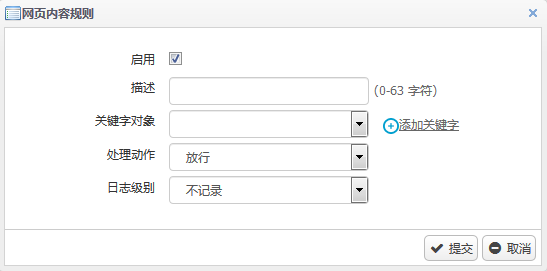 网页内容规则
启用
描述 (0-63 字符)
关键字对象 添加关键字
处理动作 放行
日志级别 不记录
提交 取消